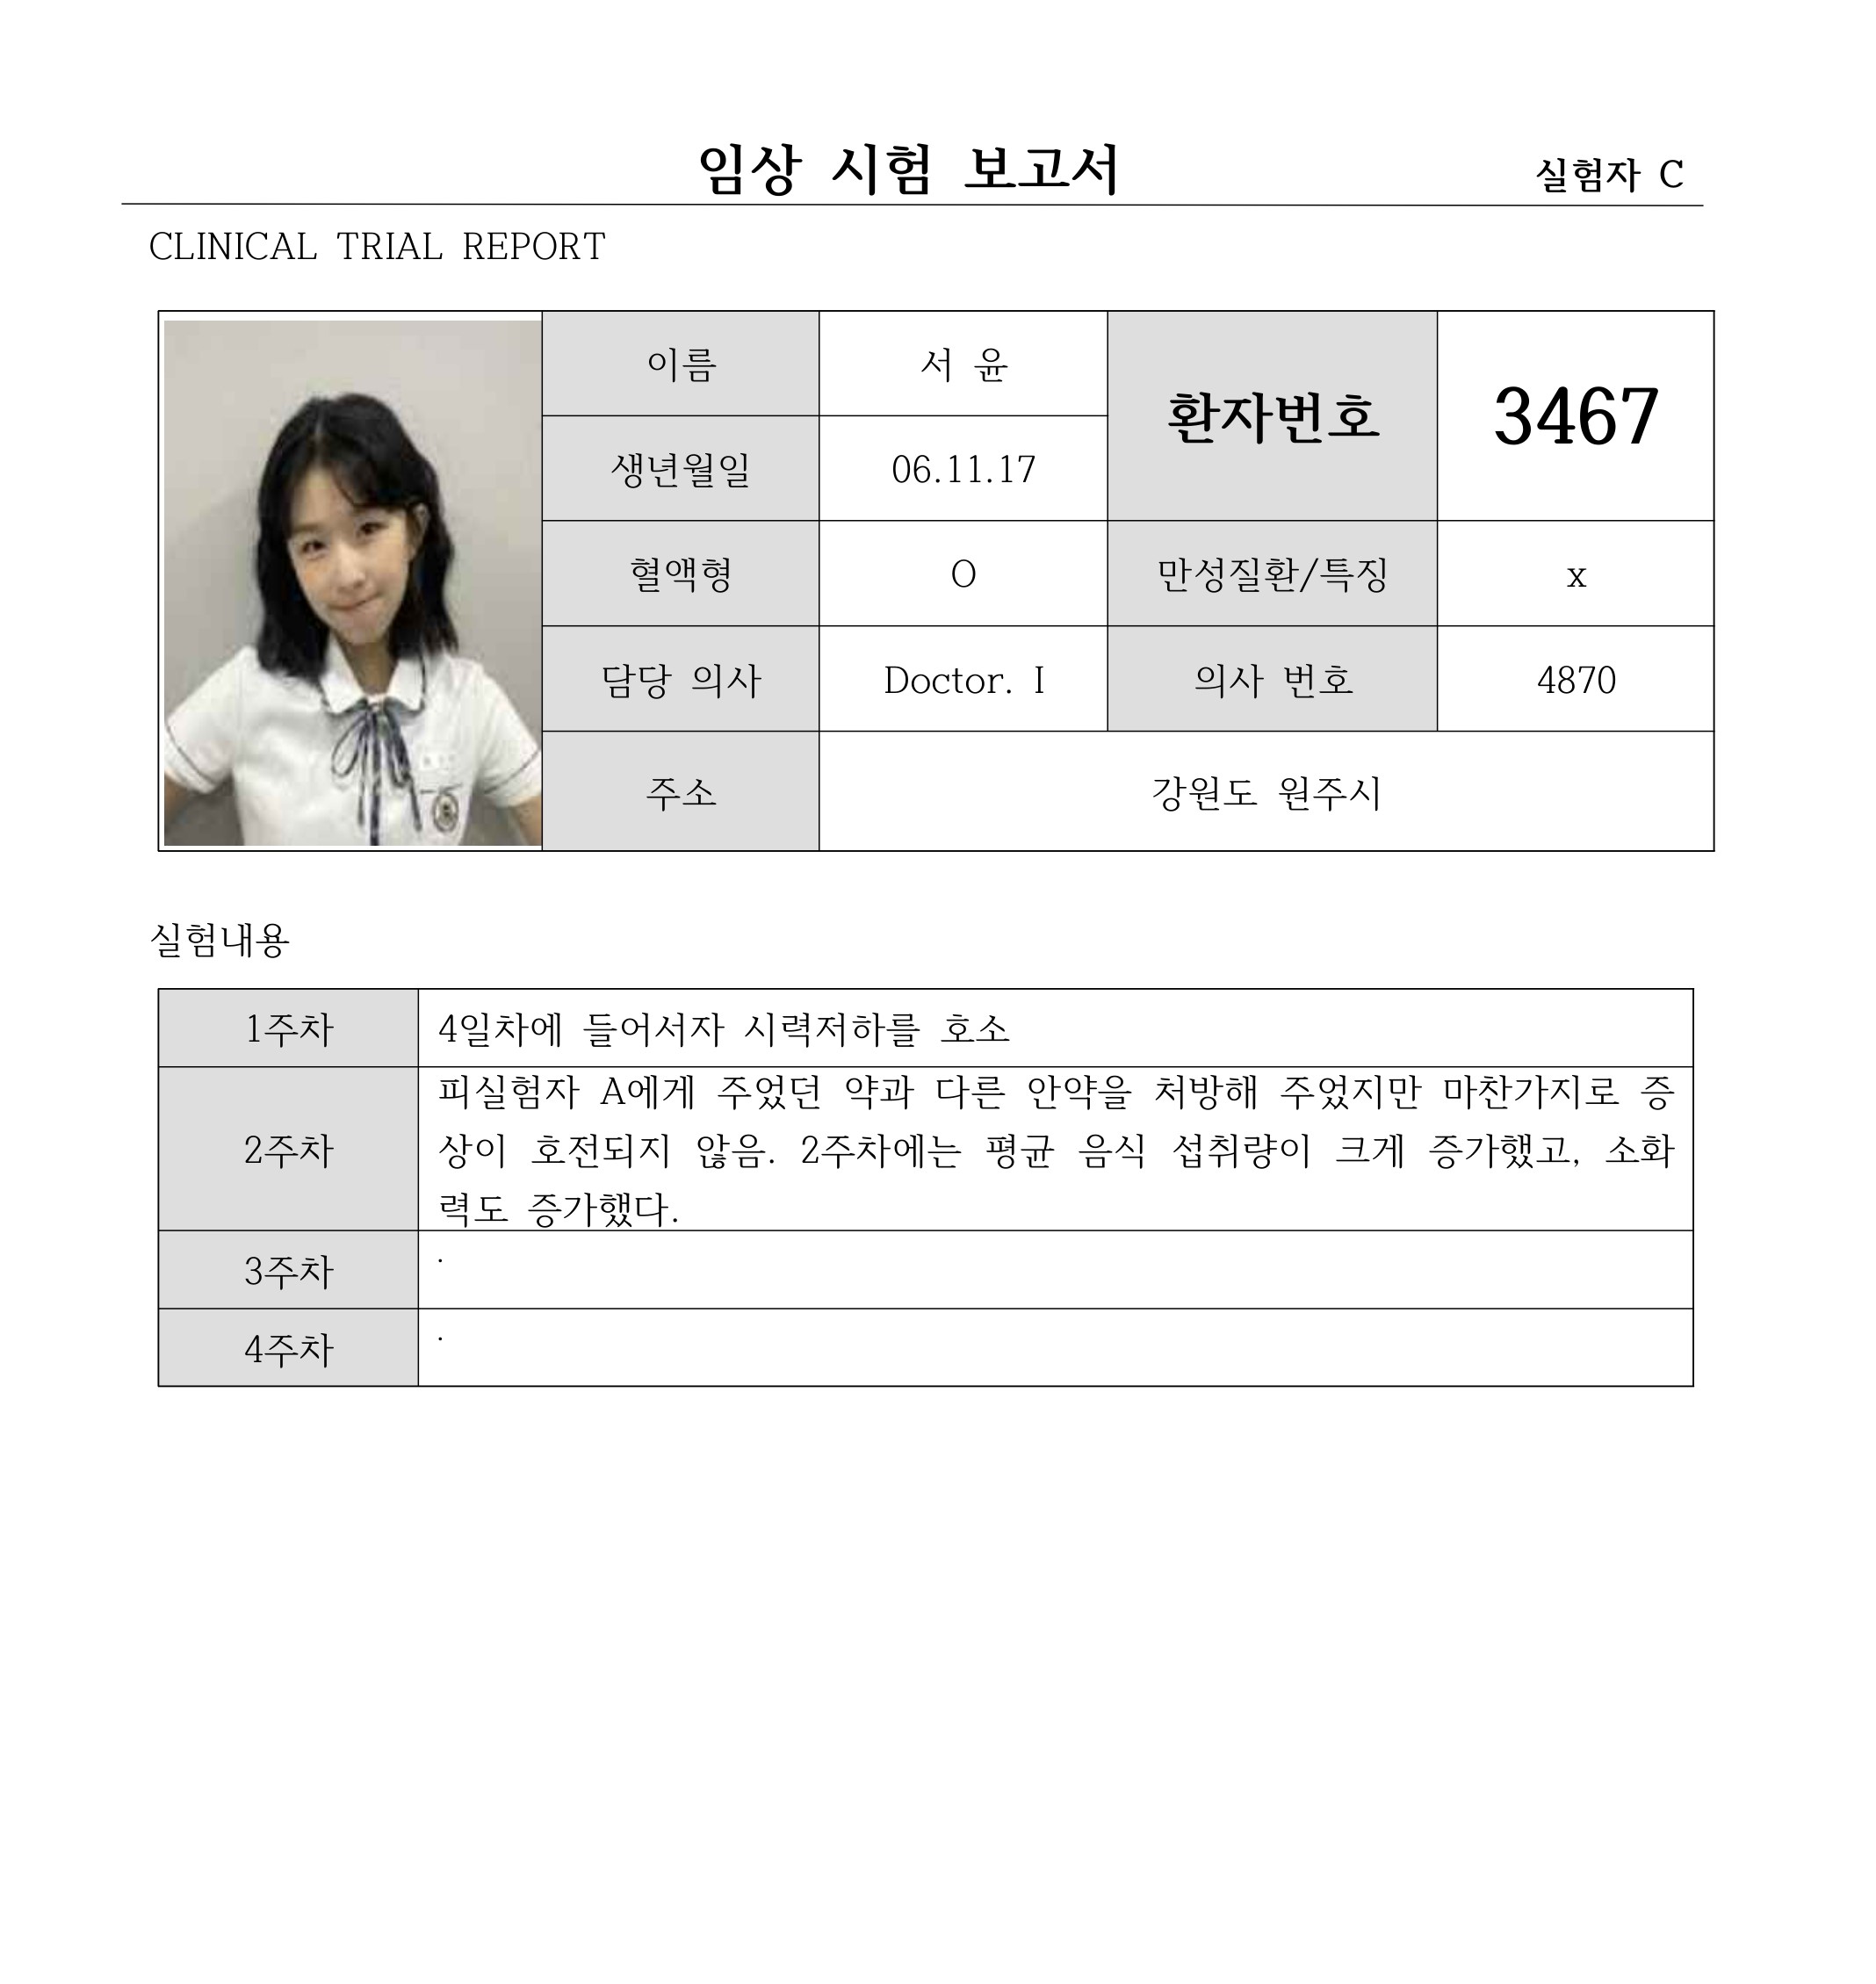 임상 시험 보고서
실험자 C
CLINICAL TRIAL REPORT
이름
서 윤
환자번호
3467
생년월일
06.11.17
혈액형
O
만성질환/특징
x
담당 의사
Doctor. I
의사 번호
4870
주소
강원도 원주시
실험내용
1주차
4일차에 들어서자 시력저하를 호소
2주차
피실험자 A에게 주었던 약과 다른 안약을 처방해 주었지만 마찬가지로 증
상이 호전되지 않음. 2주차에는 평균 음식 섭취량이 크게 증가했고, 소화
력도 증가했다.
3주차
.
4주차
.